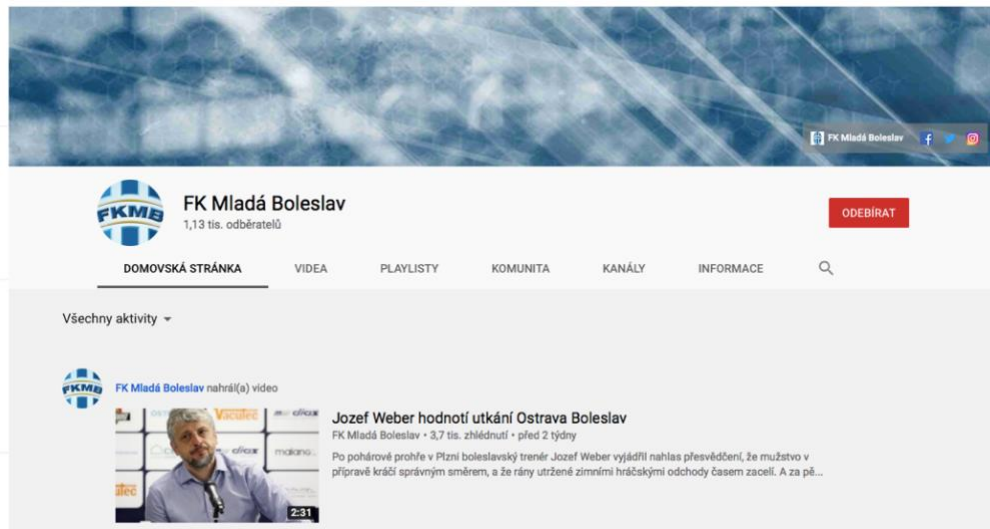 FK Mladá Boleslav
FKMB
FK Mladá Boleslav
1,13 tis. odběratelů
ODEBÍRAT
DOMOVSKÁ STRÁNKA VIDEA PLAYLISTY KOMUNITA KANÁLY INFORMACE
Všechny aktivity
FKMB
FK Mladá Boleslav nahrál(a) video
Jozef Weber hodnotí utkání Ostrava Boleslav
FK Mladá Boleslav • 3,7 tis. zhlédnutí • před 2 týdny
Po pohárové prohře v Plzni boleslavský trenér Jozef Weber vyjádřil nahlas přesvědčení, že mužstvo v
přípravě kráčí správným směrem, a že rány utržené zimními hráčskými odchody časem zacelí. A za pě...
Vaculec
2:31